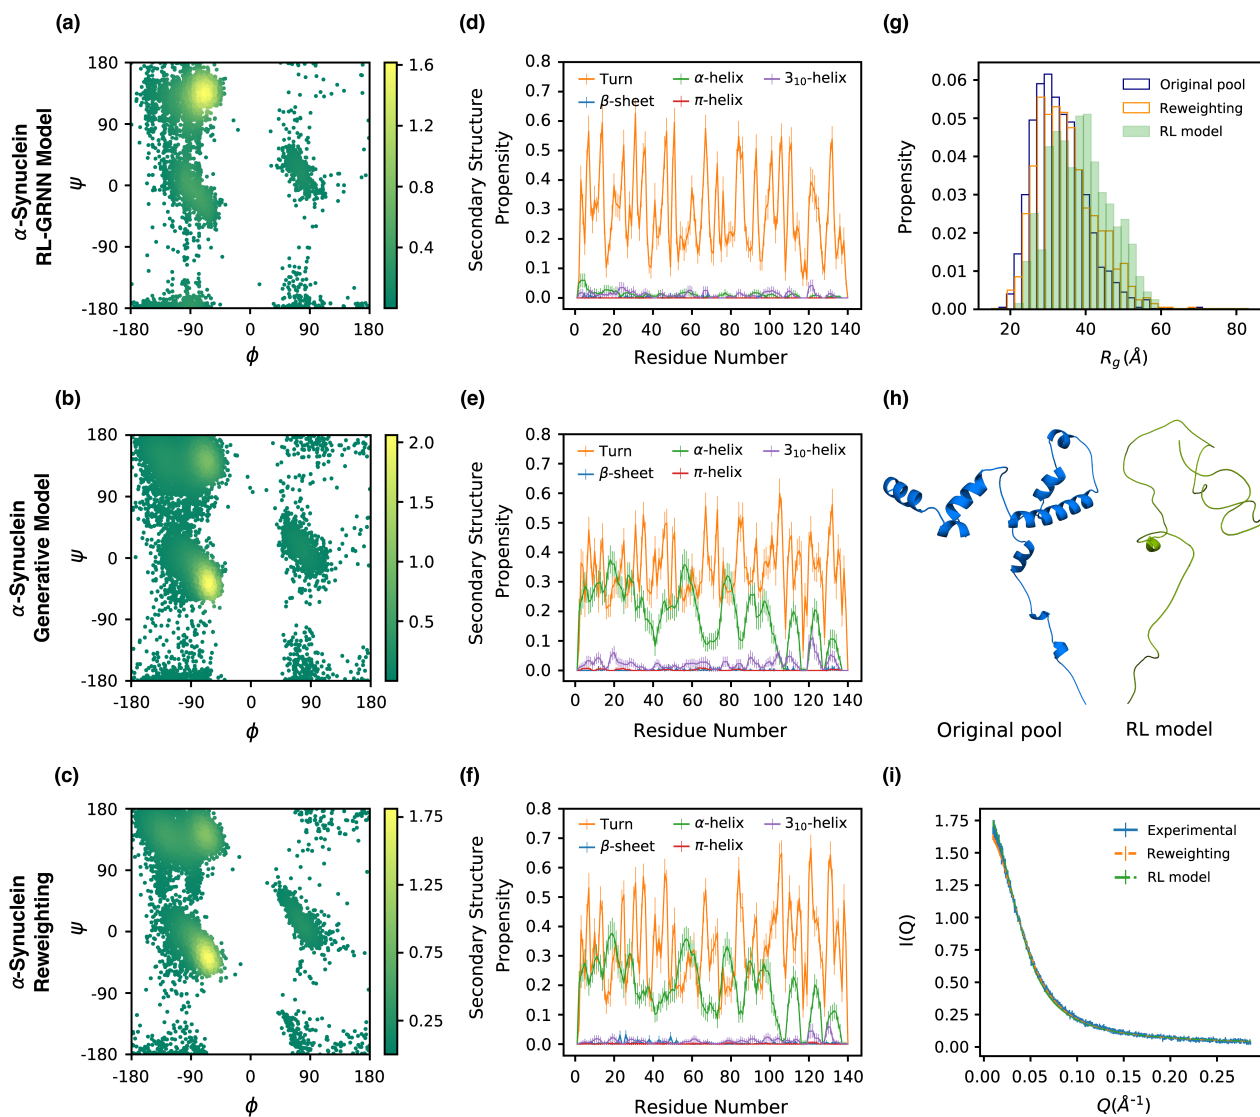 (a)
α-Synuclein
RL-GRNN Model
ψ
180
90
0
-90
-180
-180 -90 0 90 180
ϕ
1.6
1.2
0.8
0.4
(d)
Secondary Structure
Propensity
0.8
0.7
0.6
0.5
0.4
0.3
0.2
0.1
0.0
Turn
β-sheet
α-helix
π-helix
3₁₀-helix
0 20 40 60 80 100 120 140
Residue Number
(g)
Propensity
0.06
0.05
0.04
0.03
0.02
0.01
0.00
Original pool
Reweighting
RL model
20 40 60 80
Rg(Å)
(b)
α-Synuclein
Generative Model
ψ
180
90
0
-90
-180
-180 -90 0 90 180
ϕ
2.0
1.5
1.0
0.5
(e)
Secondary Structure
Propensity
0.8
0.7
0.6
0.5
0.4
0.3
0.2
0.1
0.0
Turn
β-sheet
α-helix
π-helix
3₁₀-helix
0 20 40 60 80 100 120 140
Residue Number
(h)
Original pool
RL model
(c)
α-Synuclein
Reweighting
ψ
180
90
0
-90
-180
-180 -90 0 90 180
ϕ
1.75
1.25
0.75
0.25
(f)
Secondary Structure
Propensity
0.8
0.7
0.6
0.5
0.4
0.3
0.2
0.1
0.0
Turn
β-sheet
α-helix
π-helix
3₁₀-helix
0 20 40 60 80 100 120 140
Residue Number
(i)
I(Q)
1.75
1.50
1.25
1.00
0.75
0.50
0.25
0.00
Experimental
Reweighting
RL model
0.00 0.05 0.10 0.15 0.20 0.25
Q(Å⁻¹)